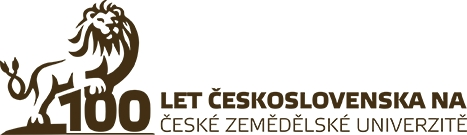 100 LET ČESKOSLOVENSKA NA
ČESKÉ ZEMĚDĚLSKÉ UNIVERZITĚ